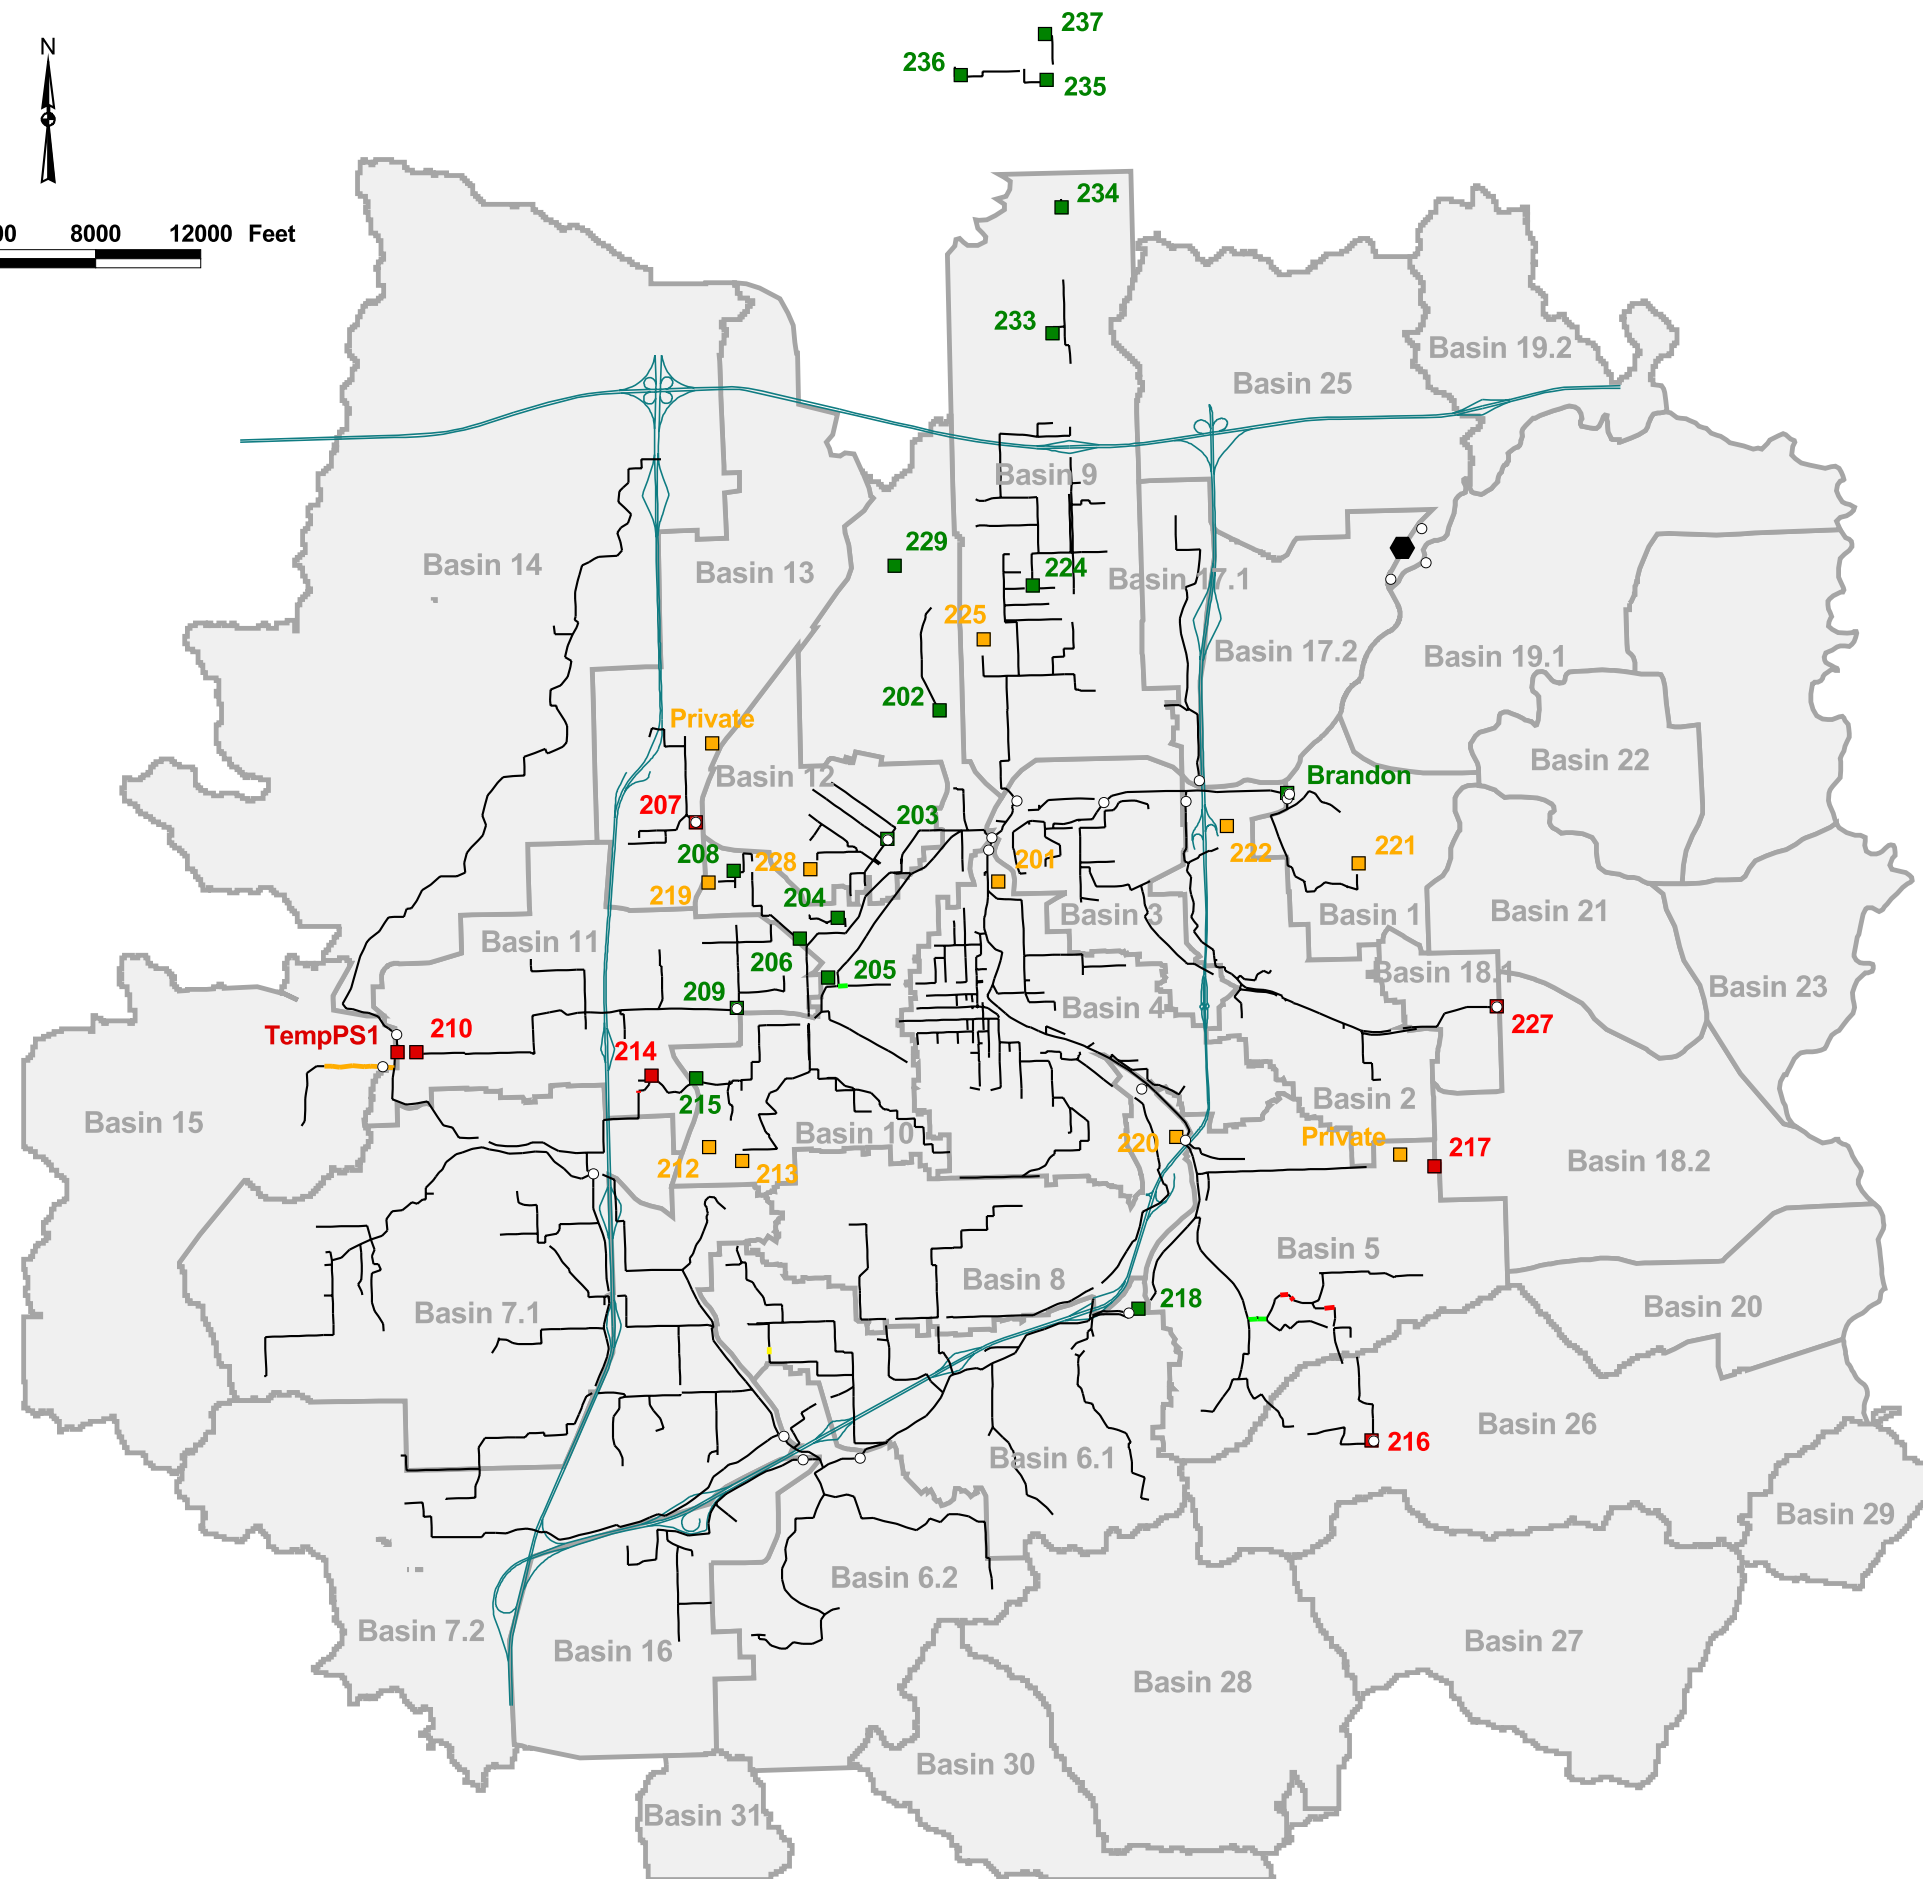 237
236
235
N
234
00 8000 12000 Feet
233
Basin 19.2
Basin 25
Basin 9
229
Basin 14
Basin 13
224
Basin 17.1
225
Basin 17.2
Basin 19.1
202
Private
Basin 22
Basin 12
Brandon
207
203
208
228
201
222
221
219
204
Basin 3
Basin 1
Basin 21
Basin 11
206
205
Basin 18.1
209
Basin 4
Basin 23
TempPS1
210
227
214
215
Basin 2
Basin 15
Basin 10
220
Private
217
212
213
Basin 18.2
Basin 5
Basin 8
218
Basin 20
Basin 7.1
Basin 26
216
Basin 6.1
Basin 29
Basin 6.2
Basin 7.2
Basin 16
Basin 27
Basin 28
Basin 30
Basin 31